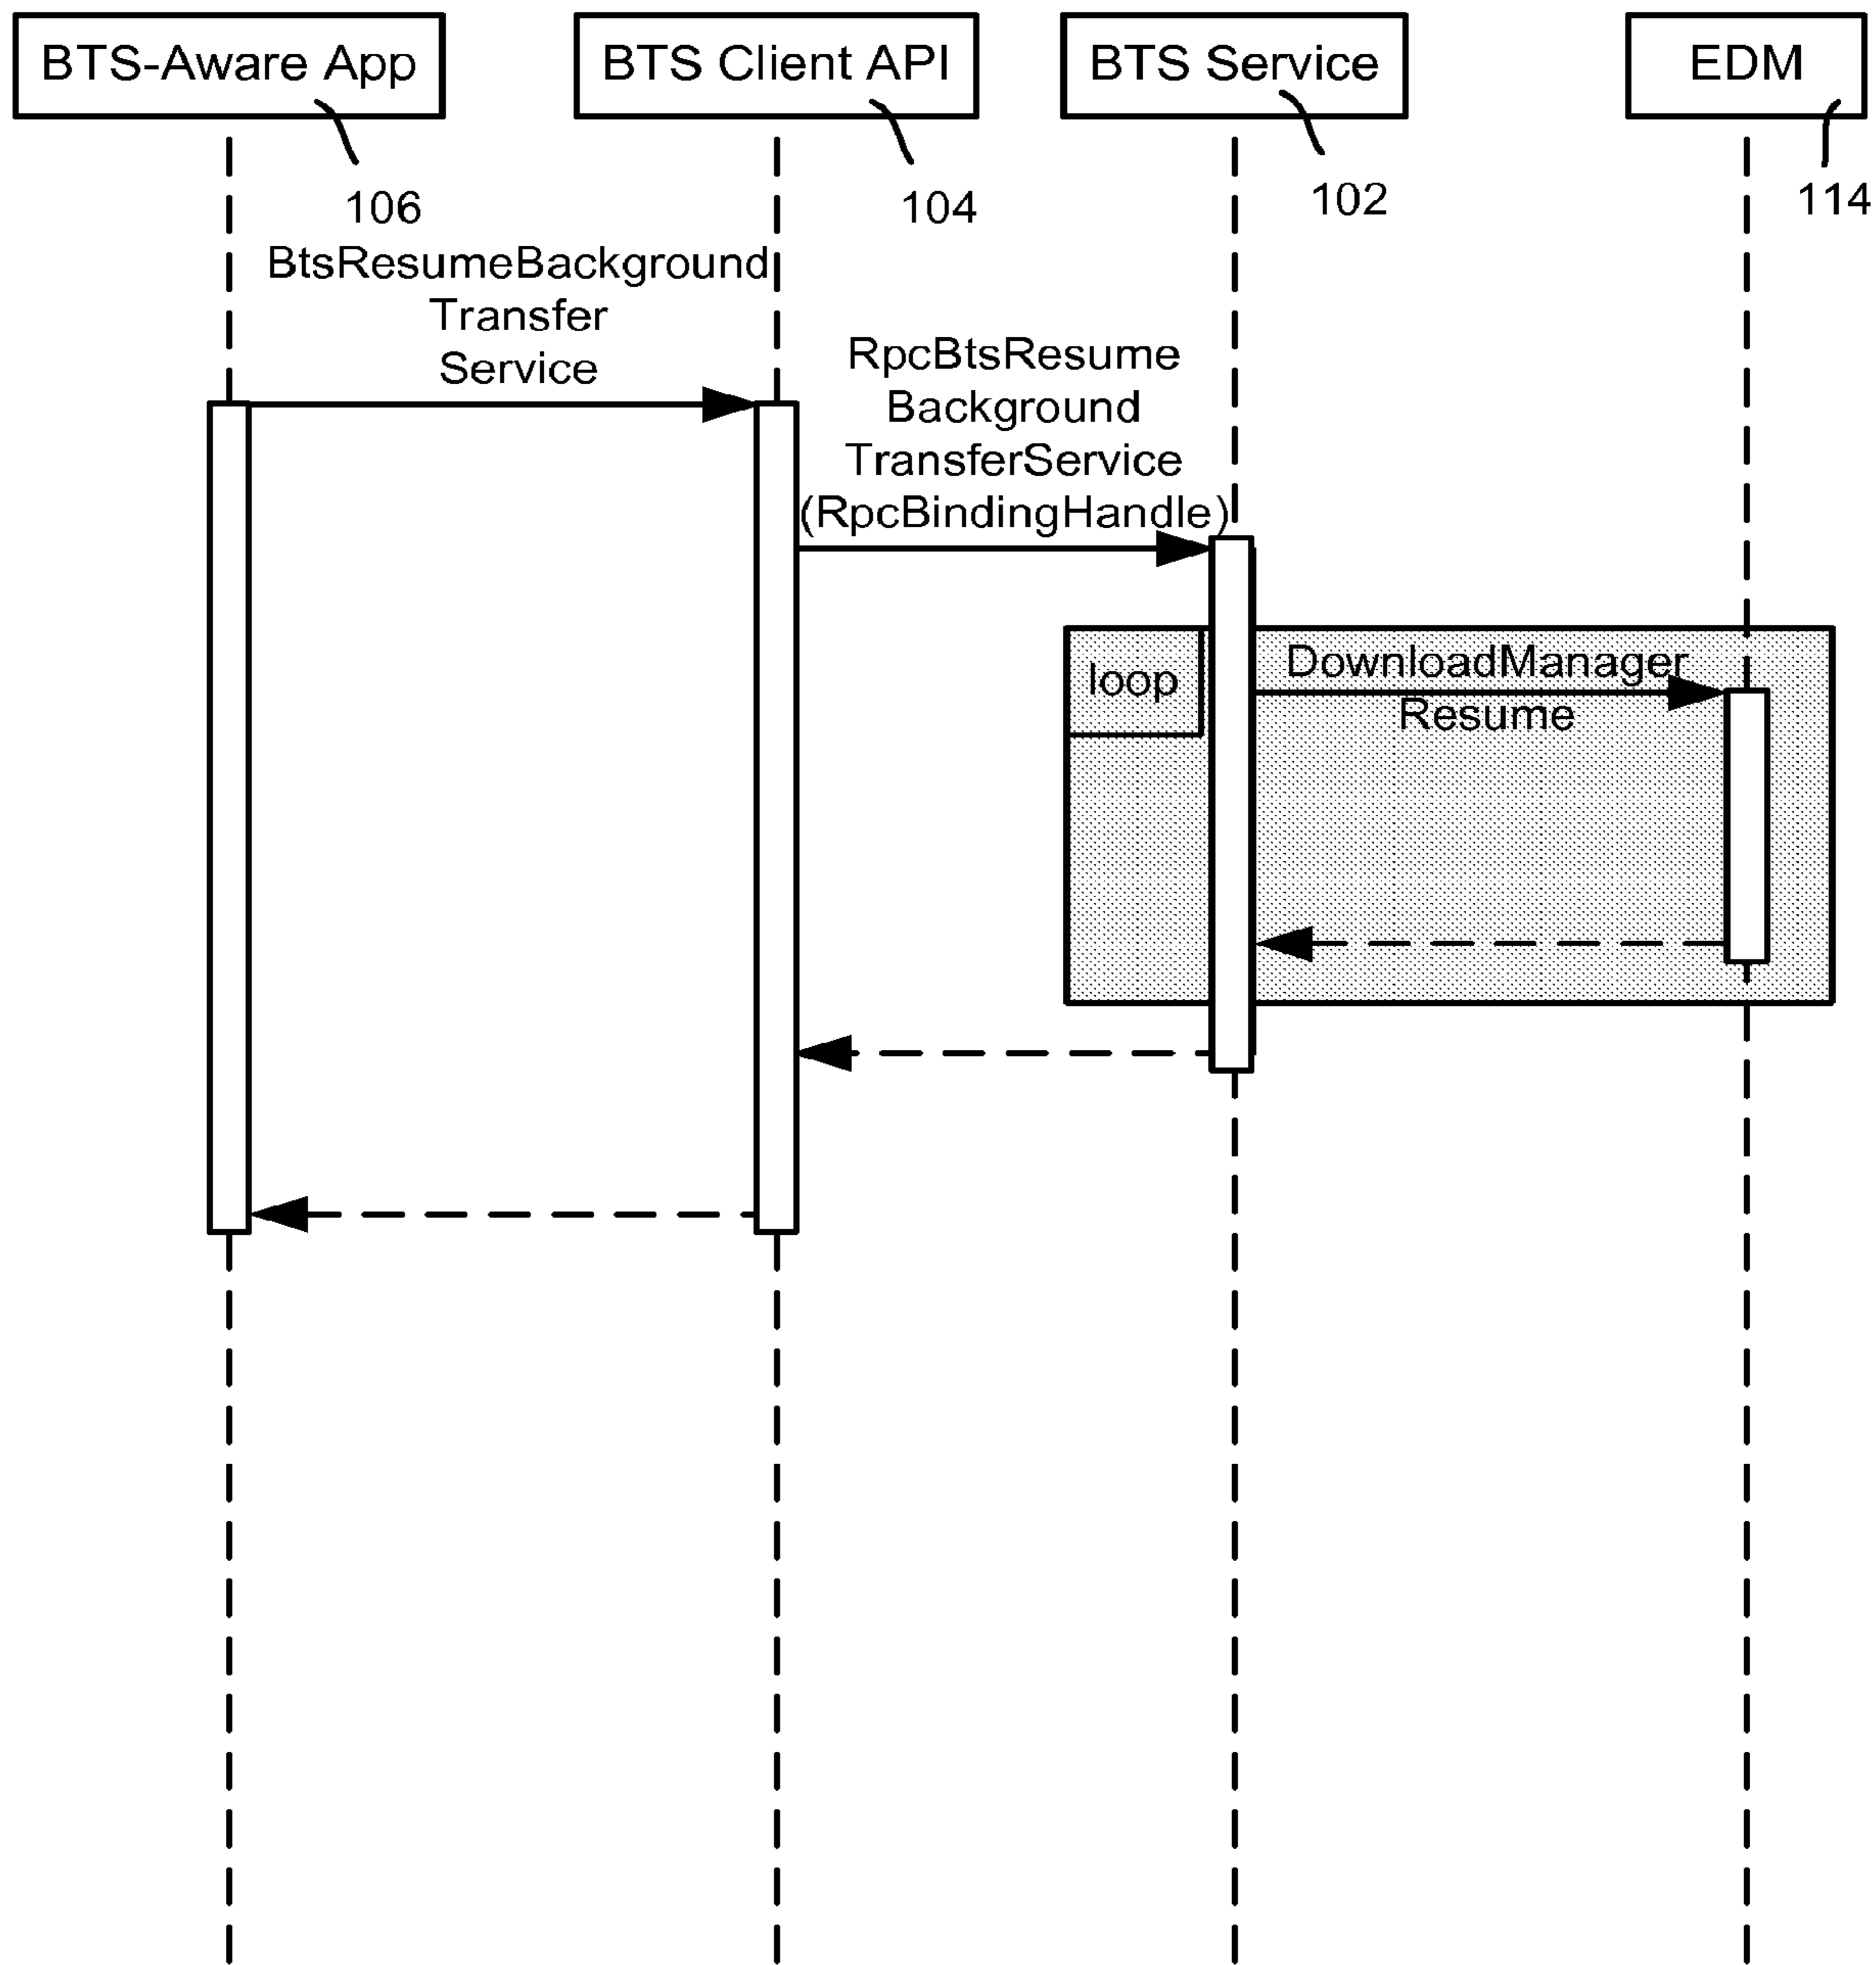 BTS-Aware App
BTS Client API
BTS Service
EDM
106
104
102
114
BtsResumeBackground
Transfer
Service
RpcBtsResume
Background
TransferService
(RpcBindingHandle)
loop
DownloadManager
Resume